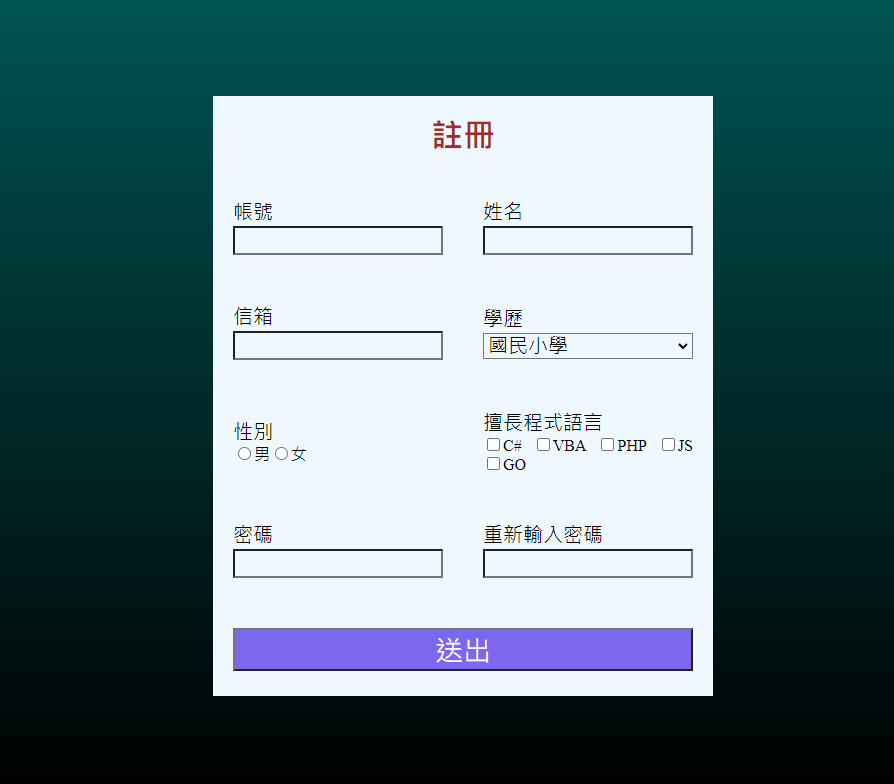 註冊
帳號
姓名
信箱
學歷
國民小學
性別
男 女
擅長程式語言
C# VBA PHP JS
GO
密碼
重新輸入密碼
送出